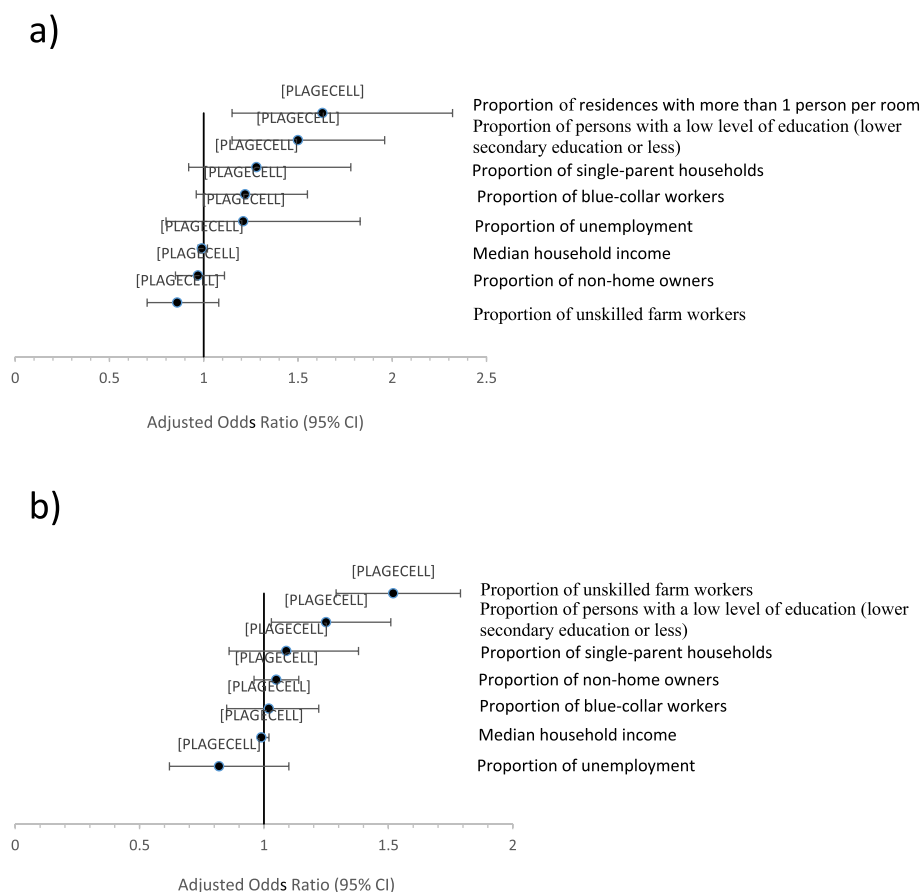 a)
[PLAGECELL]
Proportion of residences with more than 1 person per room
[PLAGECELL]
Proportion of persons with a low level of education (lower
secondary education or less)
[PLAGECELL]
Proportion of single-parent households
[PLAGECELL]
Proportion of blue-collar workers
[PLAGECELL]
Proportion of unemployment
[PLAGECELL]
Median household income
[PLAGECELL]
Proportion of non-home owners
[PLAGECELL]
Proportion of unskilled farm workers
0 0.5 1 1.5 2 2.5
Adjusted Odds Ratio (95% CI)
b)
[PLAGECELL]
Proportion of unskilled farm workers
[PLAGECELL]
Proportion of persons with a low level of education (lower
secondary education or less)
[PLAGECELL]
Proportion of single-parent households
[PLAGECELL]
Proportion of non-home owners
[PLAGECELL]
Proportion of blue-collar workers
[PLAGECELL]
Median household income
[PLAGECELL]
Proportion of unemployment
0 0.5 1 1.5 2
Adjusted Odds Ratio (95% CI)